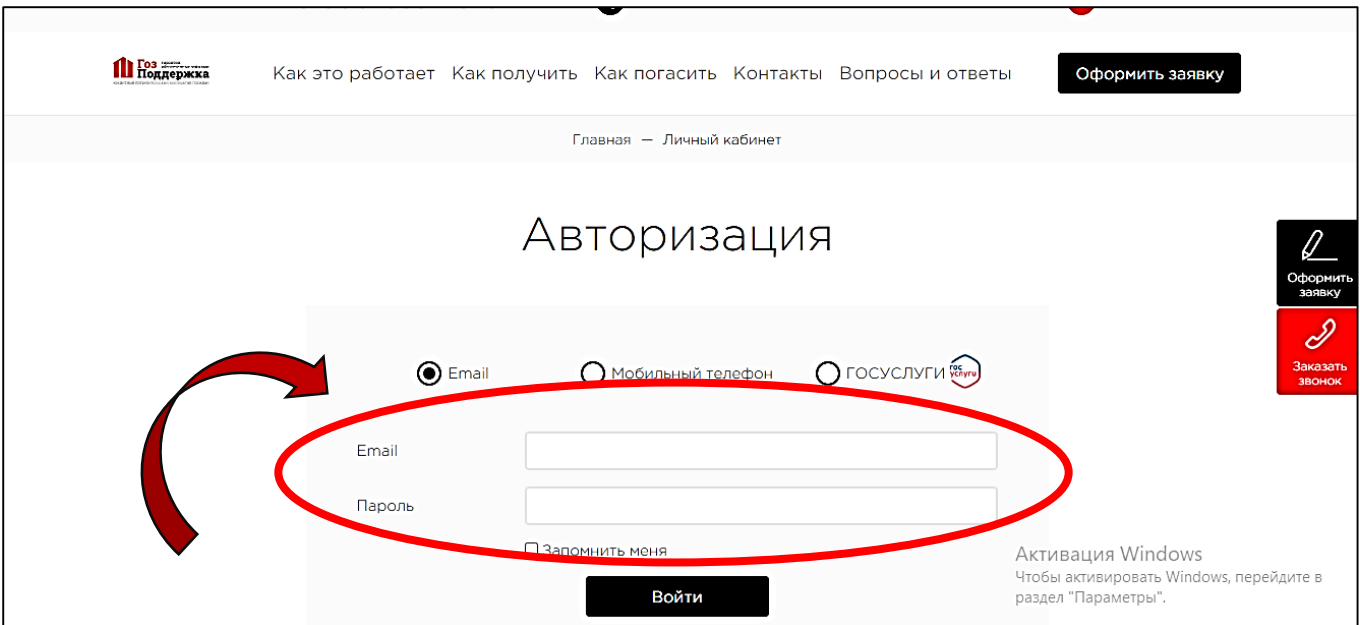 Гоз
Поддержка
Как это работает Как получить Как погасить Контакты Вопросы и ответы
Оформить заявку
Главная — Личный кабинет
Авторизация
Оформить
заявку
Заказать
звонок
Email Мобильный телефон ГОСУСЛУГИ гос
услуги
Email
Пароль
Запомнить меня
Войти
Активация Windows
Чтобы активировать Windows, перейдите в
раздел "Параметры".